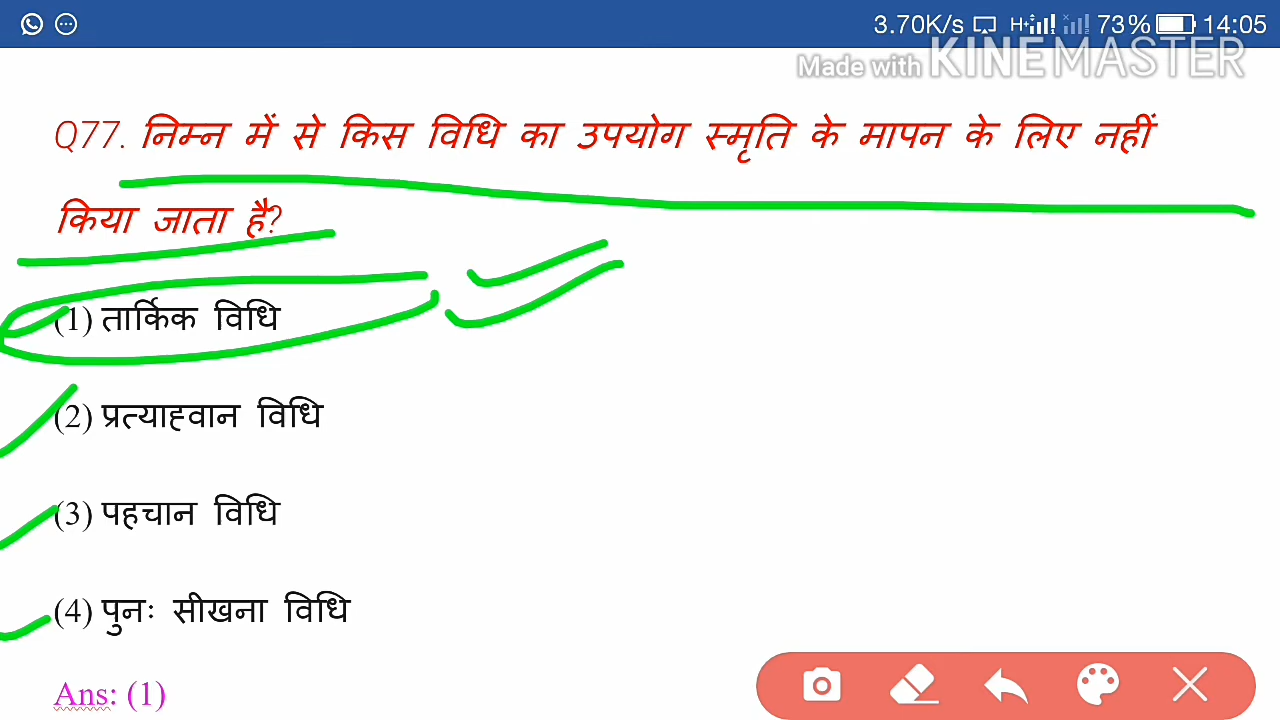 3.70K/s H+ 73% 14:05
Made with KINEMASTER
Q77. निम्न में से किस विधि का उपयोग स्मृति के मापन के लिए नहीं
किया जाता है?
(1) तार्किक विधि
(2) प्रत्याह्वान विधि
(3) पहचान विधि
(4) पुनः सीखना विधि
Ans: (1)